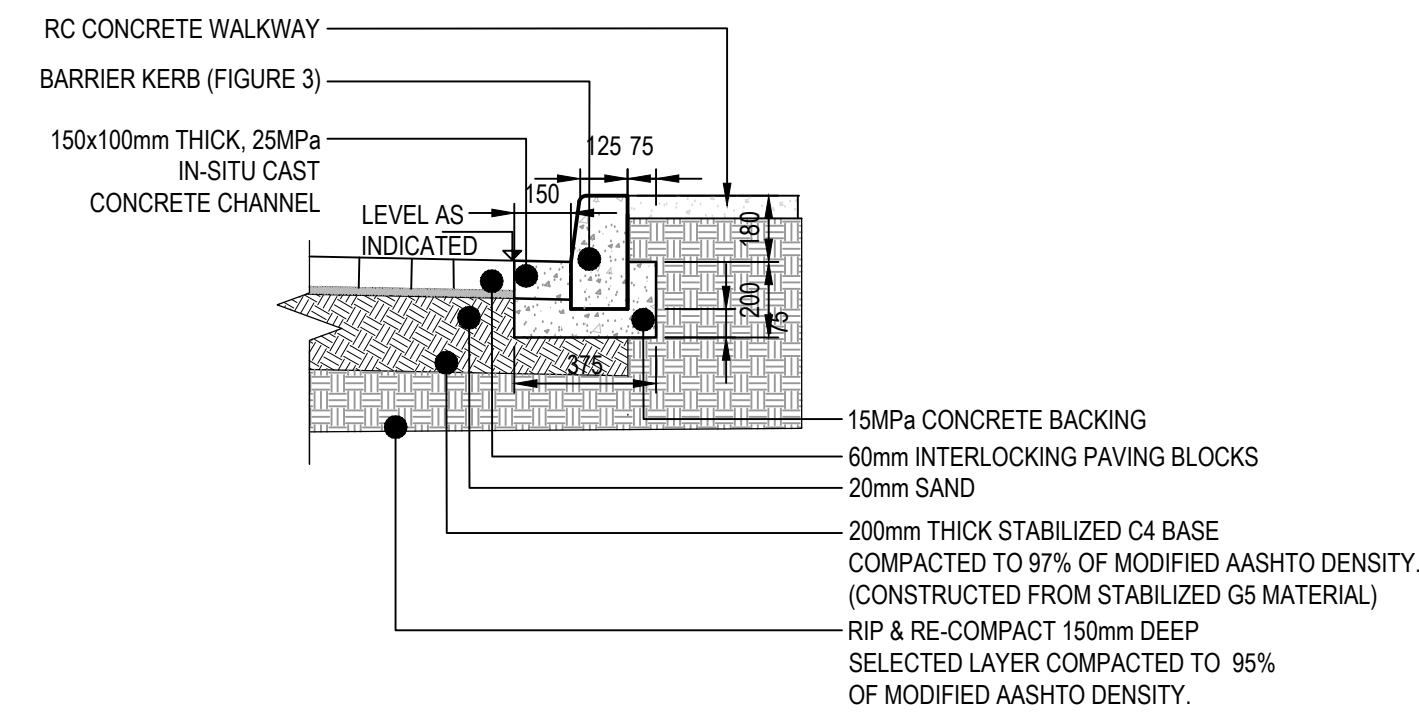 RC CONCRETE WALKWAY
BARRIER KERB (FIGURE 3)
150x100mm THICK, 25MPa
IN-SITU CAST
CONCRETE CHANNEL
125 75
150
LEVEL AS
INDICATED
180
200
75
375
15MPa CONCRETE BACKING
60mm INTERLOCKING PAVING BLOCKS
20mm SAND
200mm THICK STABILIZED C4 BASE
COMPACTED TO 97% OF MODIFIED AASHTO DENSITY.
(CONSTRUCTED FROM STABILIZED G5 MATERIAL)
RIP & RE-COMPACT 150mm DEEP
SELECTED LAYER COMPACTED TO 95%
OF MODIFIED AASHTO DENSITY.